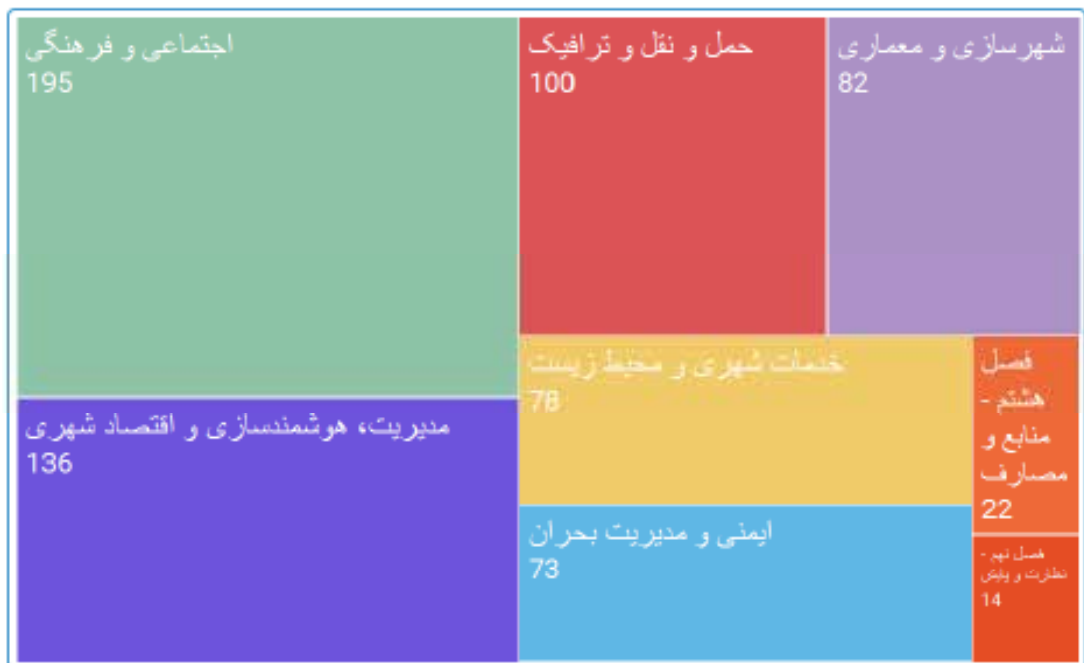 اجتماعی و فرهنگی
195
حمل و نقل و ترافیک
100
شهرسازی و معماری
82
مدیریت، هوشمندسازی و اقتصاد شهری
136
خدمات شهری و محیط زیست
78
ایمنی و مدیریت بحران
73
فصل
هشتم -
منابع و
مصارف
22
فصل نهم -
نظارت و پایش
14